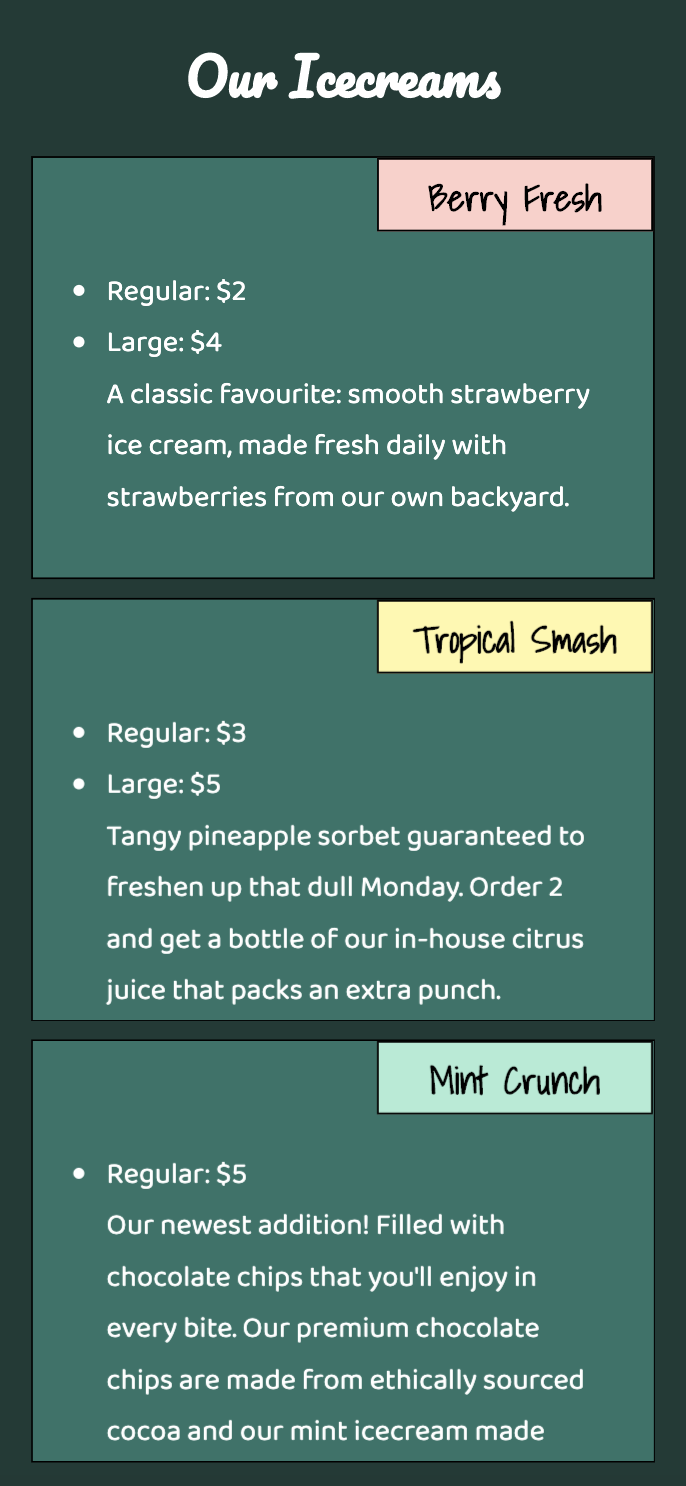 Our Icecreams
Berry Fresh
Regular: $2
Large: $4
A classic favourite: smooth strawberry
ice cream, made fresh daily with
strawberries from our own backyard.
Tropical Smash
Regular: $3
Large: $5
Tangy pineapple sorbet guaranteed to
freshen up that dull Monday. Order 2
and get a bottle of our in-house citrus
juice that packs an extra punch.
Mint Crunch
Regular: $5
Our newest addition! Filled with
chocolate chips that you'll enjoy in
every bite. Our premium chocolate
chips are made from ethically sourced
cocoa and our mint icecream made